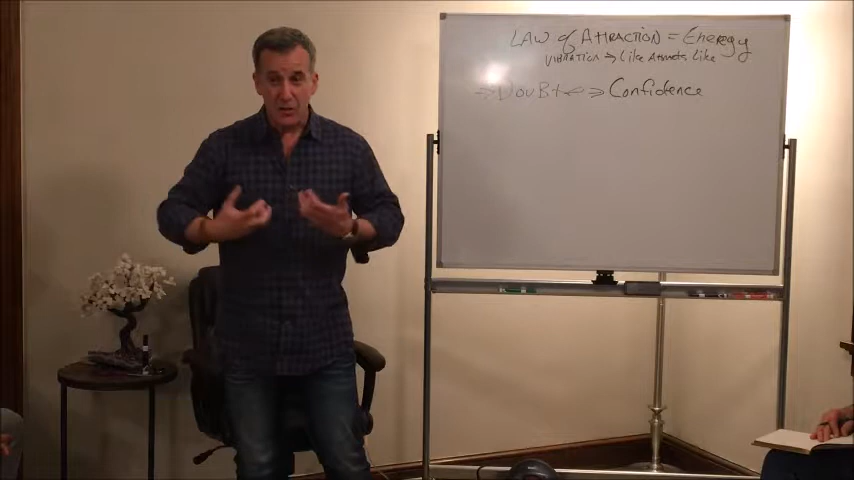 LAW of ATTRACTION = Energy
VIBRATION → Like Attracts Like
→ Doubt ← → Confidence